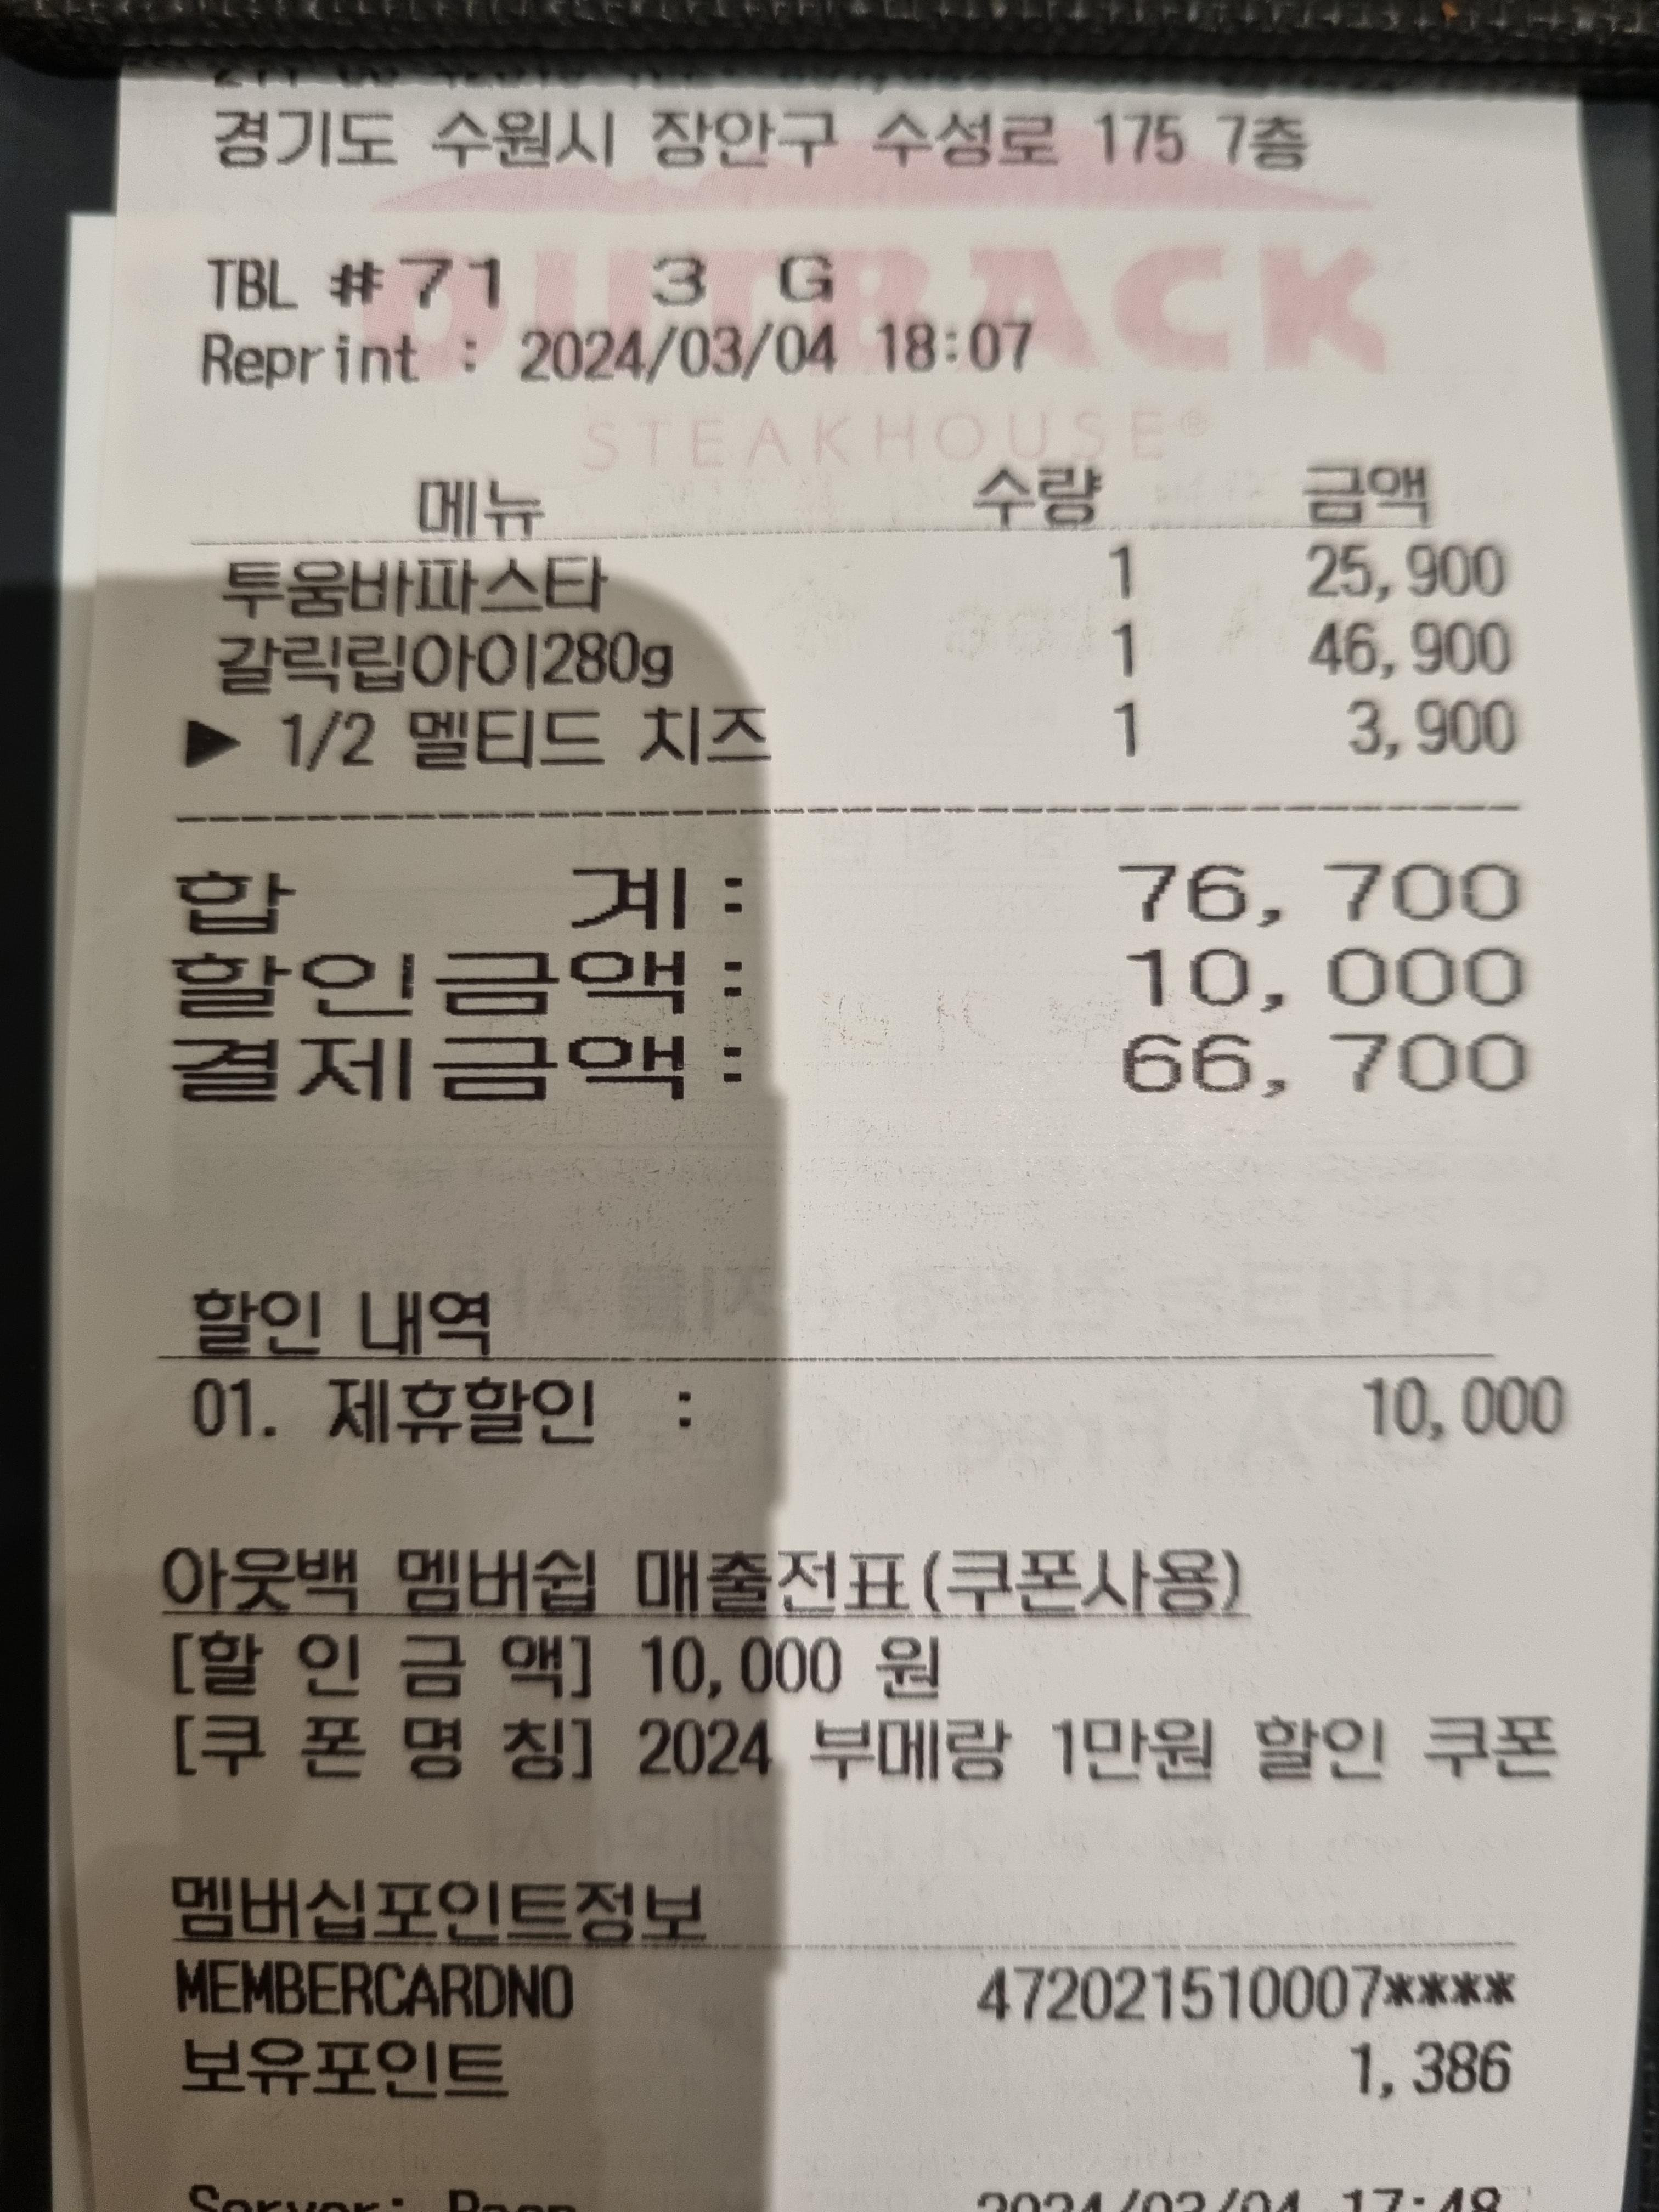 경기도 수원시 장안구 수성로 175 7층
OUTBACK
TBL #71 3 G
Reprint : 2024/03/04 18:07
STEAKHOUSE®
메뉴 수량 금액
투움바파스타 1 25,900
갈릭립아이280g 1 46,900
▶ 1/2 멜티드 치즈 1 3,900
합 계: 76,700
할인금액: 10,000
결제금액: 66,700
할인 내역
01. 제휴할인 : 10,000
아웃백 멤버쉽 매출전표(쿠폰사용)
[할 인 금 액] 10,000 원
[쿠 폰 명 칭] 2024 부메랑 1만원 할인 쿠폰
멤버십포인트정보
MEMBERCARDNO 472021510007****
보유포인트 1,386
Server: 2024/03/04 17:48